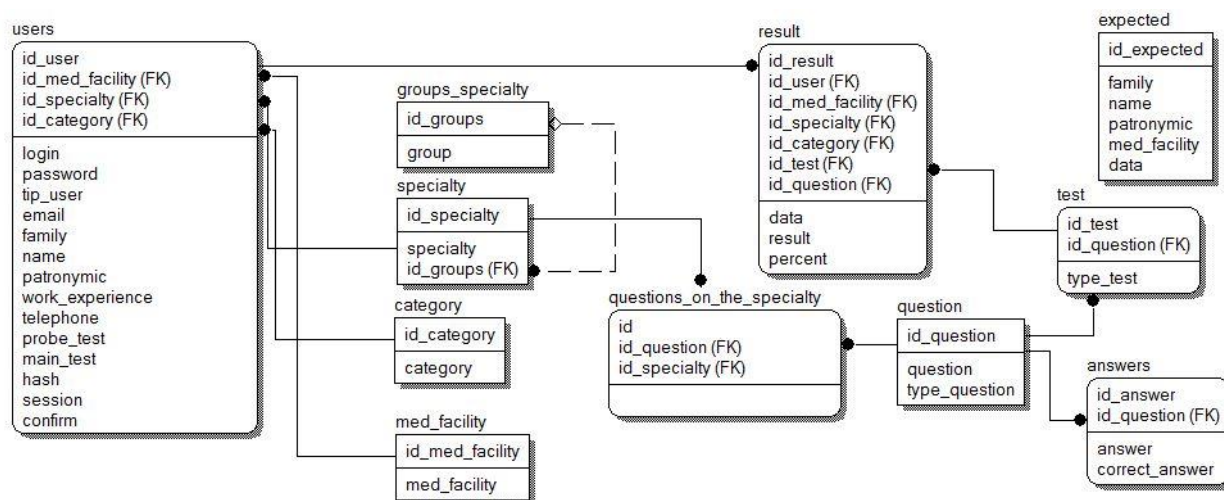 users
id_user
id_med_facility (FK)
id_specialty (FK)
id_category (FK)
login
password
tip_user
email
family
name
patronymic
work_experience
telephone
probe_test
main_test
hash
session
confirm
groups_specialty
id_groups
group
specialty
id_specialty
specialty
id_groups (FK)
category
id_category
category
med_facility
id_med_facility
med_facility
result
id_result
id_user (FK)
id_med_facility (FK)
id_specialty (FK)
id_category (FK)
id_test (FK)
id_question (FK)
data
result
percent
questions_on_the_specialty
id
id_question (FK)
id_specialty (FK)
question
id_question
question
type_question
expected
id_expected
family
name
patronymic
med_facility
data
test
id_test
id_question (FK)
type_test
answers
id_answer
id_question (FK)
answer
correct_answer